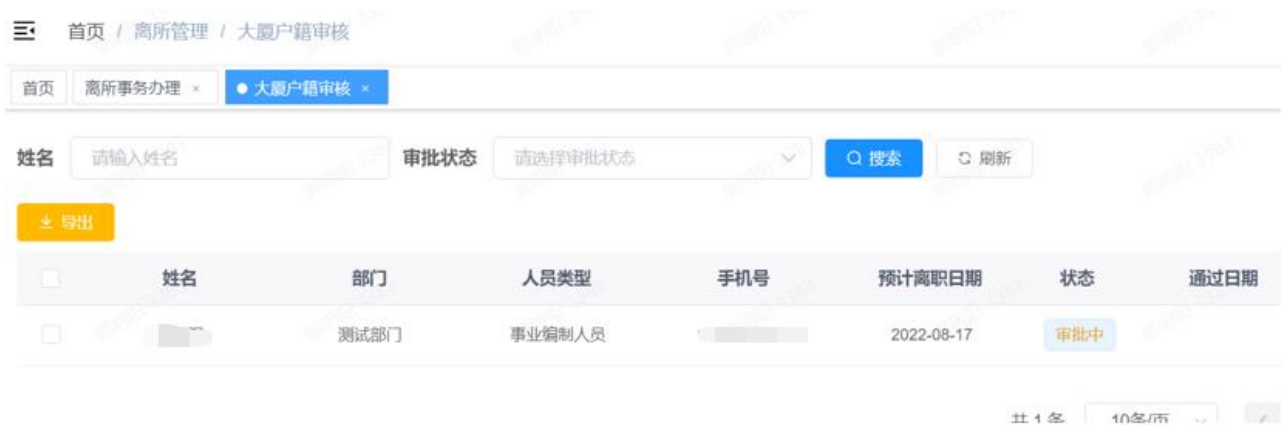 首页 / 离所管理 / 大厦户籍审核
首页 离所事务办理 × 大厦户籍审核 ×
姓名 请输入姓名 审批状态 请选择审批状态 搜索 刷新
导出
姓名 部门 人员类型 手机号 预计离职日期 状态 通过日期
测试部门 事业编制人员 2022-08-17 审批中
共 1 条 10条/页